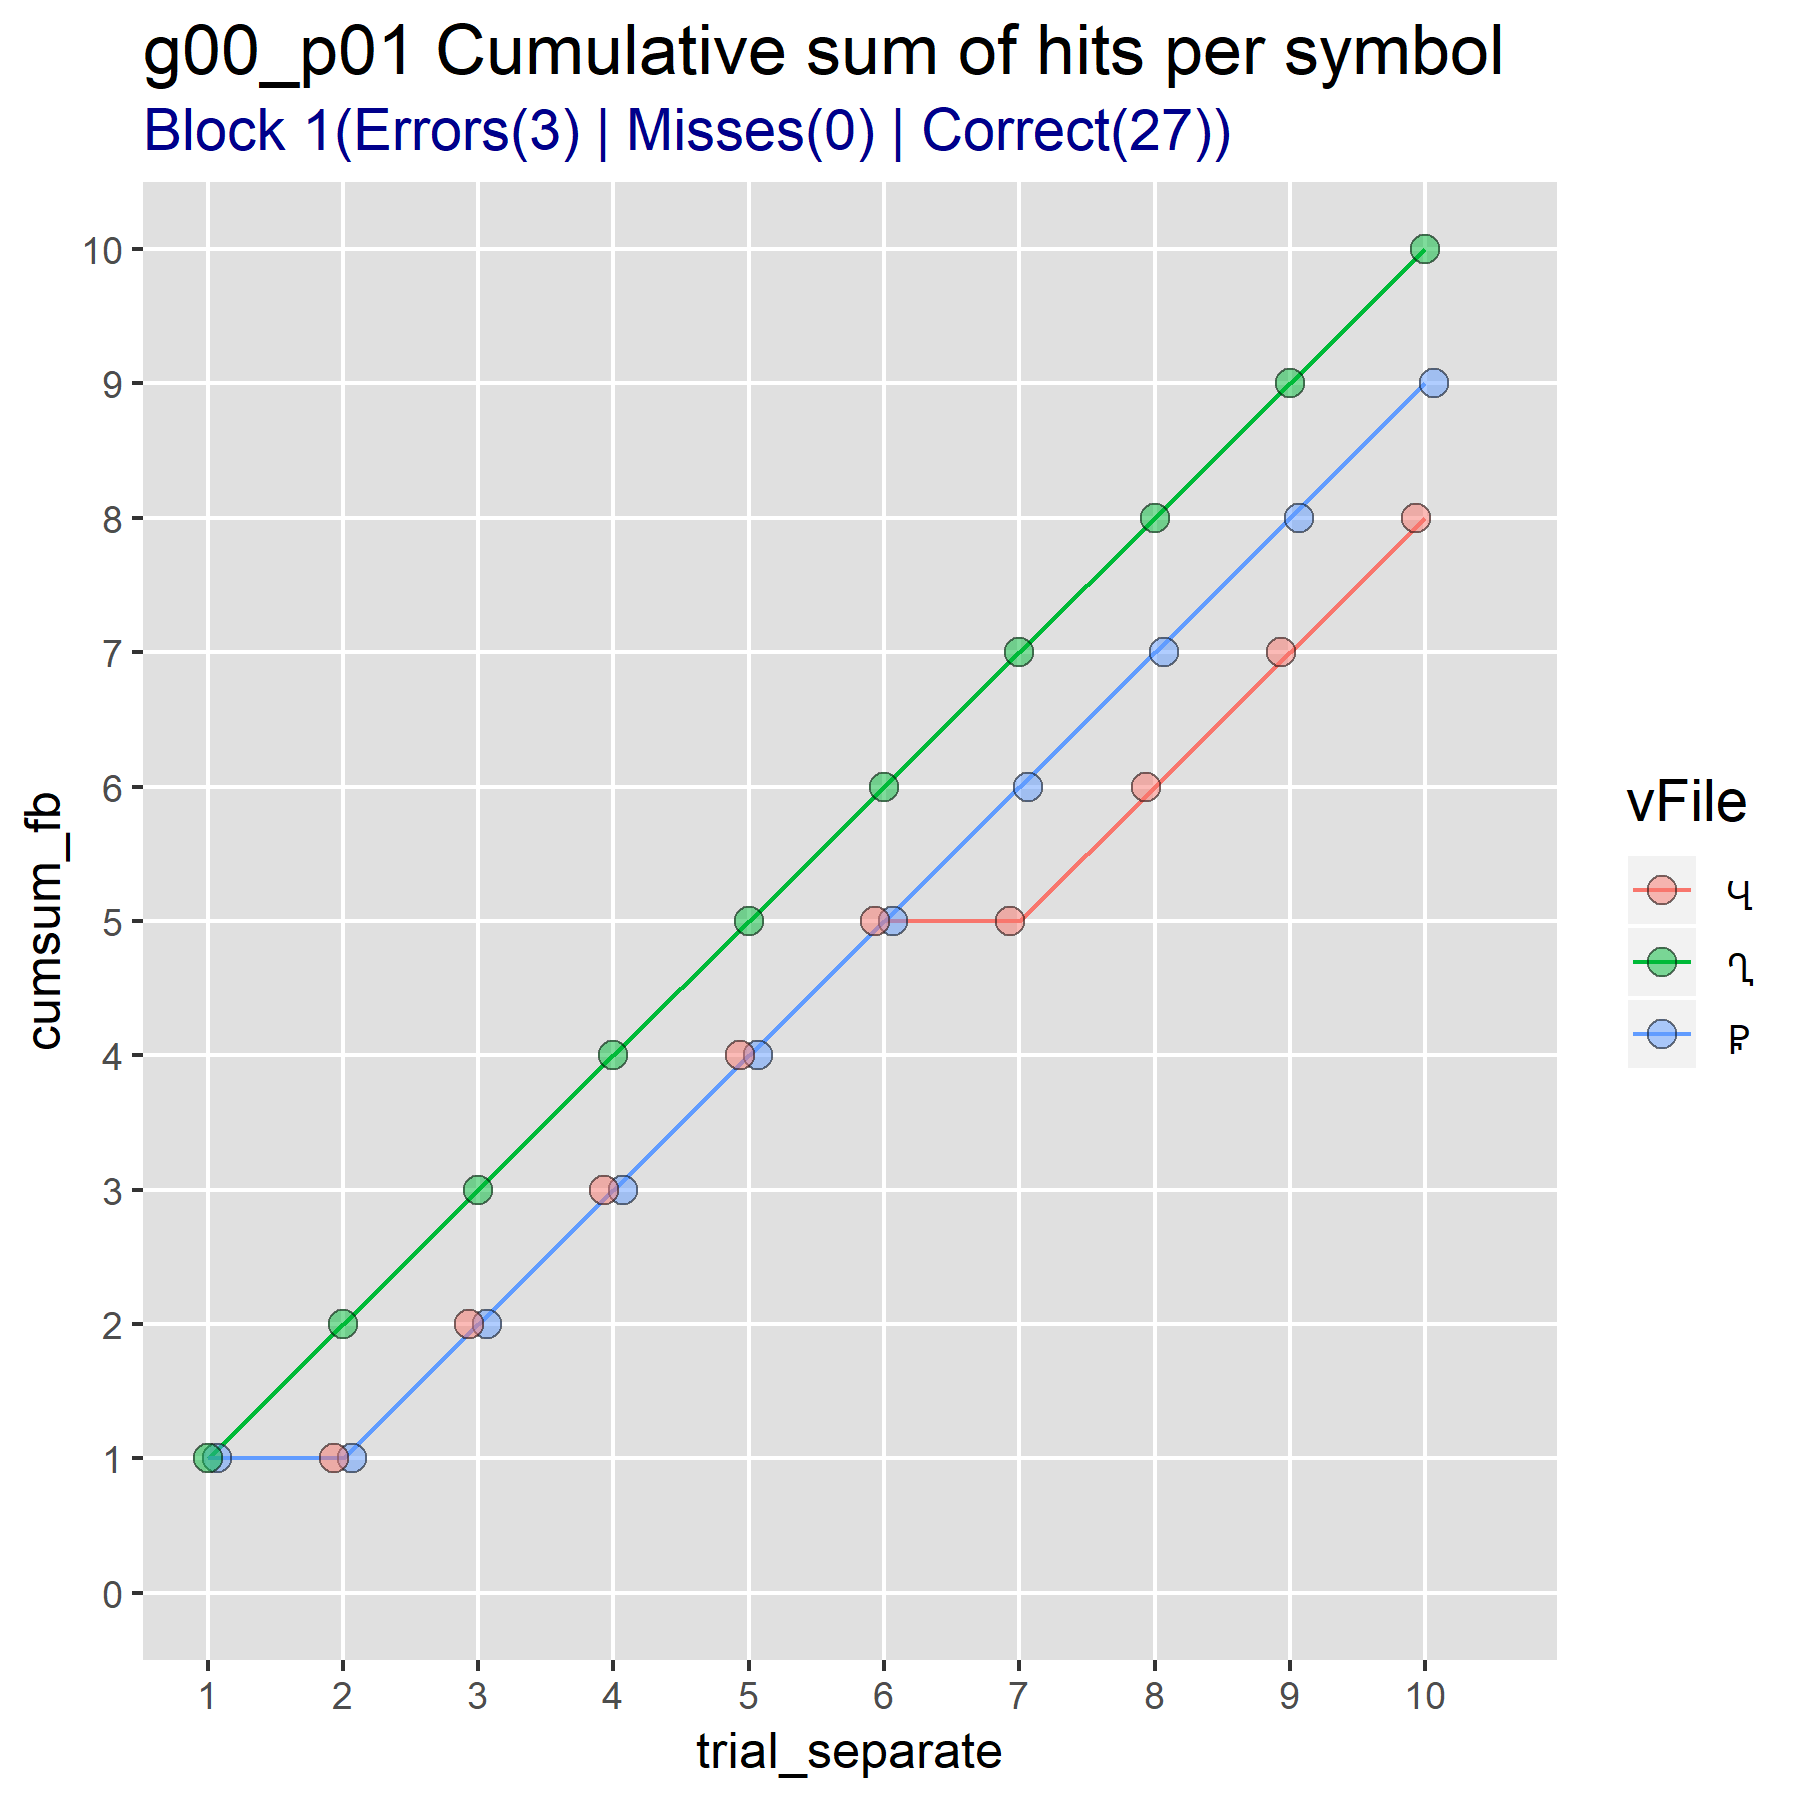 g00_p01 Cumulative sum of hits per symbol
Block 1(Errors(3) | Misses(0) | Correct(27))
cumsum_fb
10
9
8
7
6
5
4
3
2
1
0
1 2 3 4 5 6 7 8 9 10
trial_separate
vFile